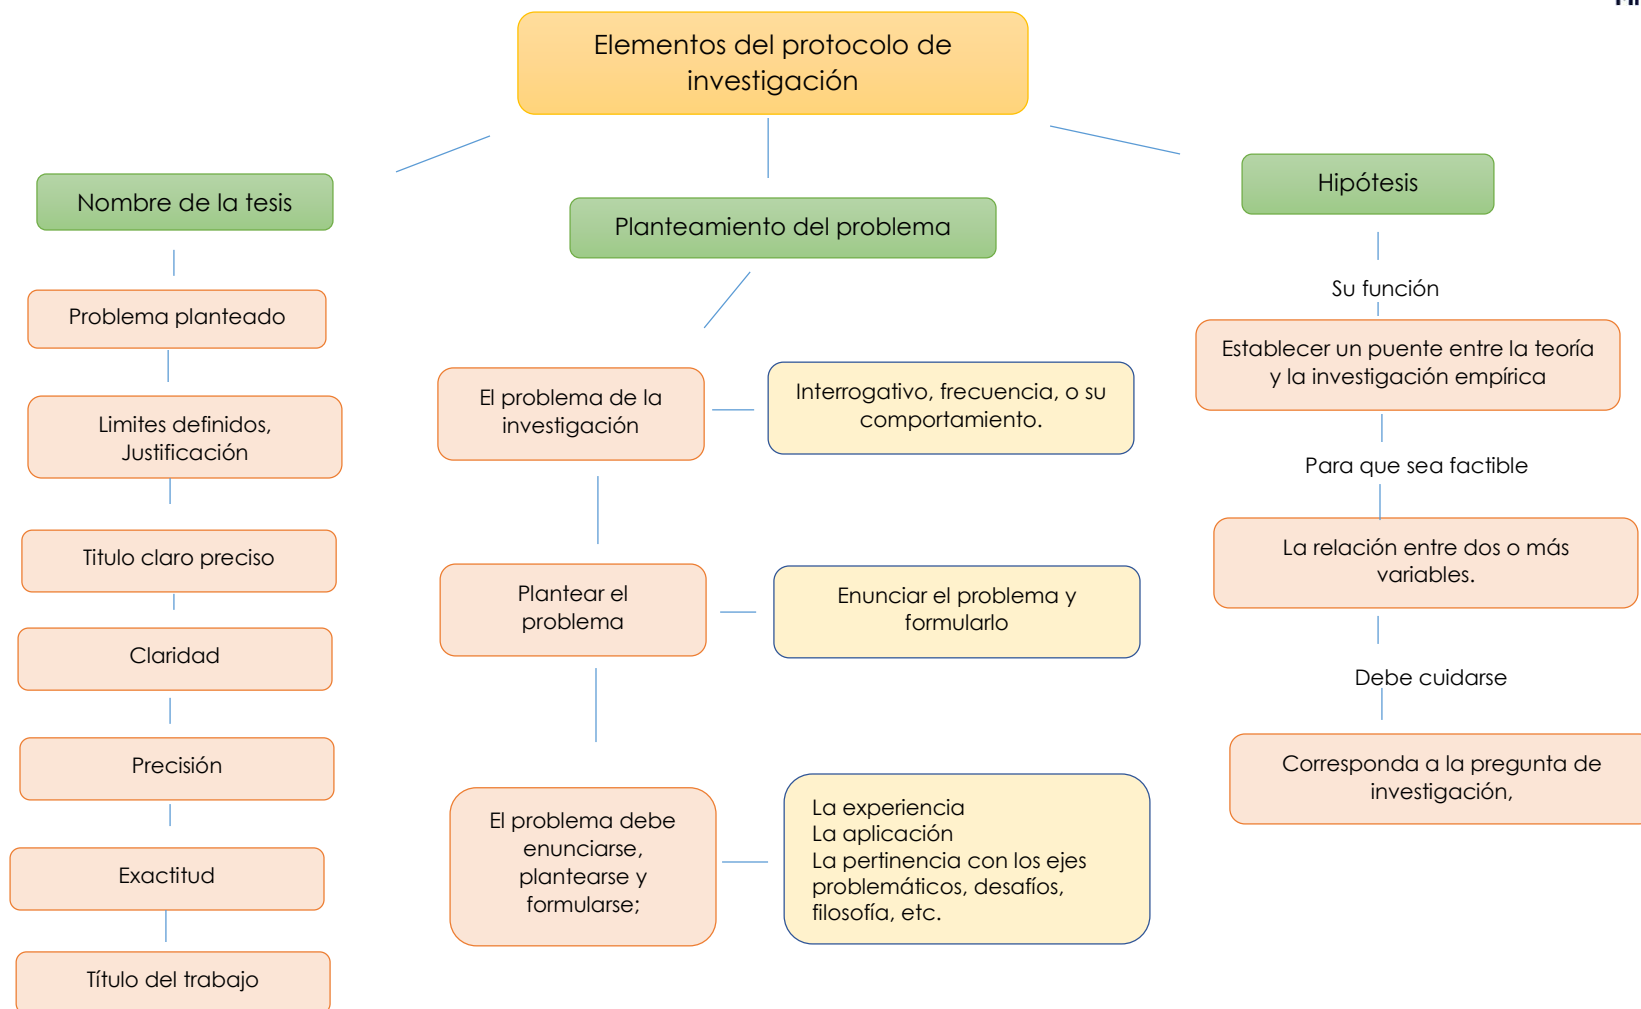 Elementos del protocolo de
investigación
Nombre de la tesis
Problema planteado
Limites definidos,
Justificación
Titulo claro preciso
Claridad
Precisión
Exactitud
Título del trabajo
Planteamiento del problema
El problema de la
investigación
Interrogativo, frecuencia, o su
comportamiento.
Plantear el
problema
Enunciar el problema y
formularlo
El problema debe
enunciarse,
plantearse y
formularse;
La experiencia
La aplicación
La pertinencia con los ejes
problemáticos, desafíos,
filosofía, etc.
Hipótesis
Su función
Establecer un puente entre la teoría
y la investigación empírica
Para que sea factible
La relación entre dos o más
variables.
Debe cuidarse
Corresponda a la pregunta de
investigación,